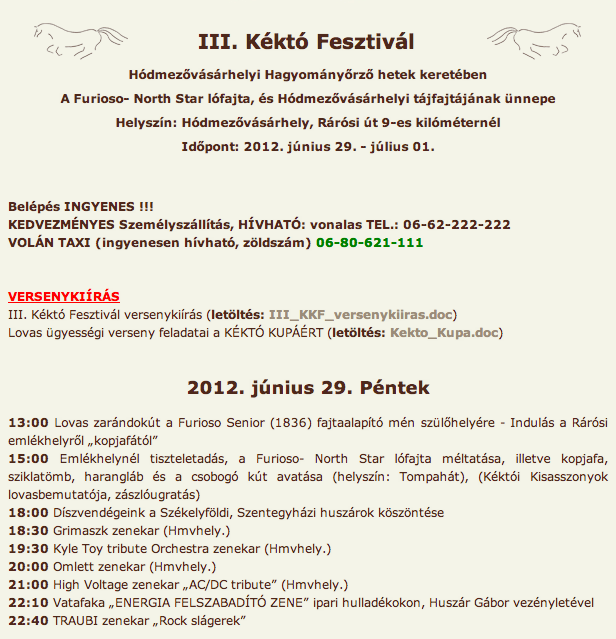 III. Kéktó Fesztivál
Hódmezővásárhelyi Hagyományőrző hetek keretében
A Furioso- North Star lófajta, és Hódmezővásárhelyi tájfajtájának ünnepe
Helyszín: Hódmezővásárhely, Rárósi út 9-es kilóméternél
Időpont: 2012. június 29. - július 01.
Belépés INGYENES !!!
KEDVEZMÉNYES Személyszállítás, HÍVHATÓ: vonalas TEL.: 06-62-222-222
VOLÁN TAXI (ingyenesen hívható, zöldszám) 06-80-621-111
VERSENYKIÍRÁS
III. Kéktó Fesztivál versenykiírás (letöltés: III_KKF_versenykiiras.doc)
Lovas ügyességi verseny feladatai a KÉKTÓ KUPÁÉRT (letöltés: Kekto_Kupa.doc)
2012. június 29. Péntek
13:00 Lovas zarándokút a Furioso Senior (1836) fajtaalapító mén szülőhelyére - Indulás a Rárósi
emlékhelyről „kopjafától”
15:00 Emlékhelynél tiszteletadás, a Furioso- North Star lófajta méltatása, illetve kopjafa,
sziklatömb, harangláb és a csobogó kút avatása (helyszín: Tompahát), (Kéktói Kisasszonyok
lovasbemutatója, zászlóugratás)
18:00 Díszvendégeink a Székelyföldi, Szentegyházi huszárok köszöntése
18:30 Grimaszk zenekar (Hmvhely.)
19:30 Kyle Toy tribute Orchestra zenekar (Hmvhely.)
20:00 Omlett zenekar (Hmvhely.)
21:00 High Voltage zenekar „AC/DC tribute” (Hmvhely.)
22:10 Vatafaka „ENERGIA FELSZABADÍTÓ ZENE” ipari hulladékokon, Huszár Gábor vezényletével
22:40 TRAUBI zenekar „Rock slágerek”